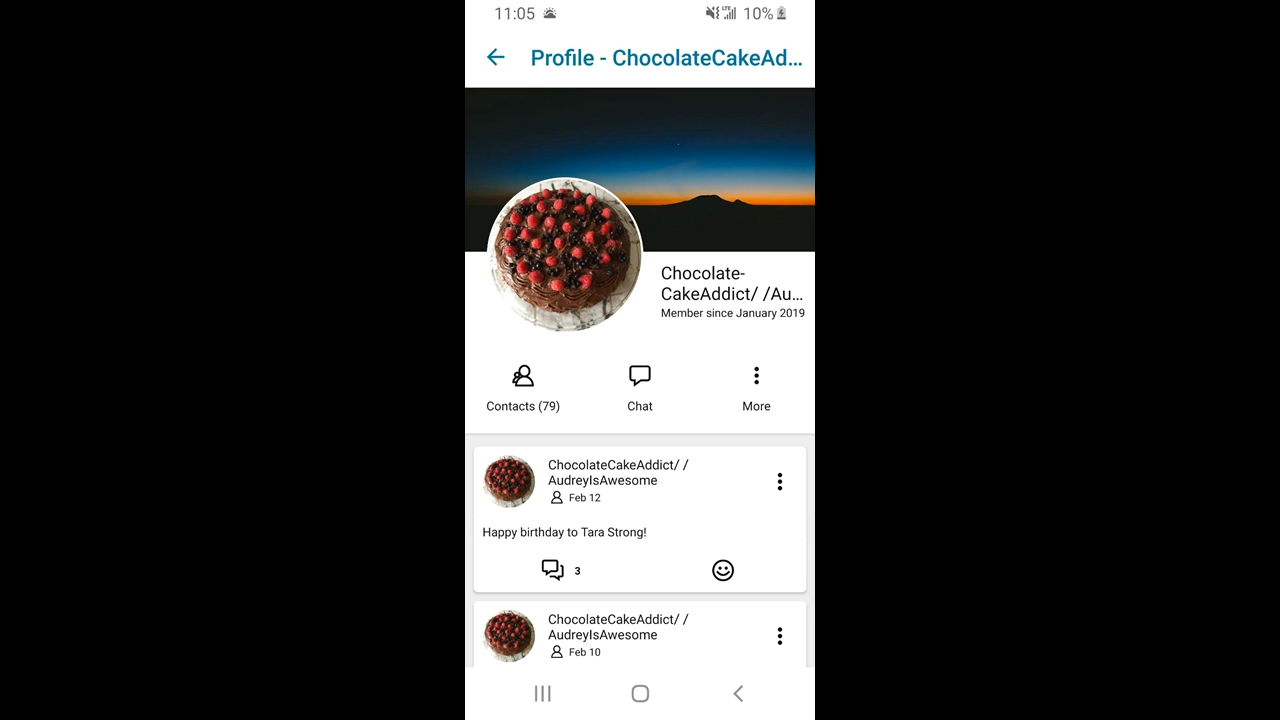 11:05
LTE 10%
Profile - ChocolateCakeAd...
Chocolate-
CakeAddict/ /Au...
Member since January 2019
Contacts (79)
Chat
More
ChocolateCakeAddict/ /
AudreyIsAwesome
Feb 12
Happy birthday to Tara Strong!
3
ChocolateCakeAddict/ /
AudreyIsAwesome
Feb 10